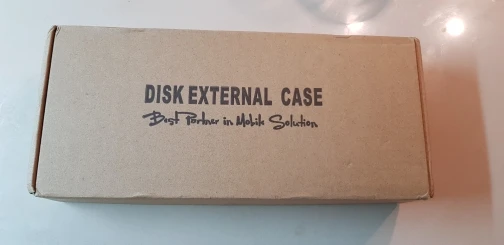 DISK EXTERNAL CASE
Best Partner in Mobile Solution